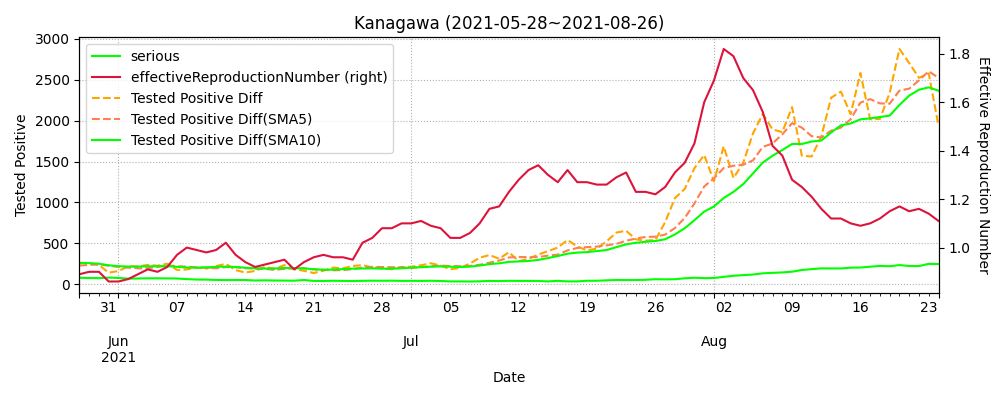 Kanagawa (2021-05-28~2021-08-26)
serious
effectiveReproductionNumber (right)
Tested Positive Diff
Tested Positive Diff(SMA5)
Tested Positive Diff(SMA10)
Tested Positive
3000
2500
2000
1500
1000
500
0
Effective Reproduction Number
1.8
1.6
1.4
1.2
1.0
31 07 14 21 28 05 12 19 26 02 09 16 23
Jun Jul Aug
2021
Date